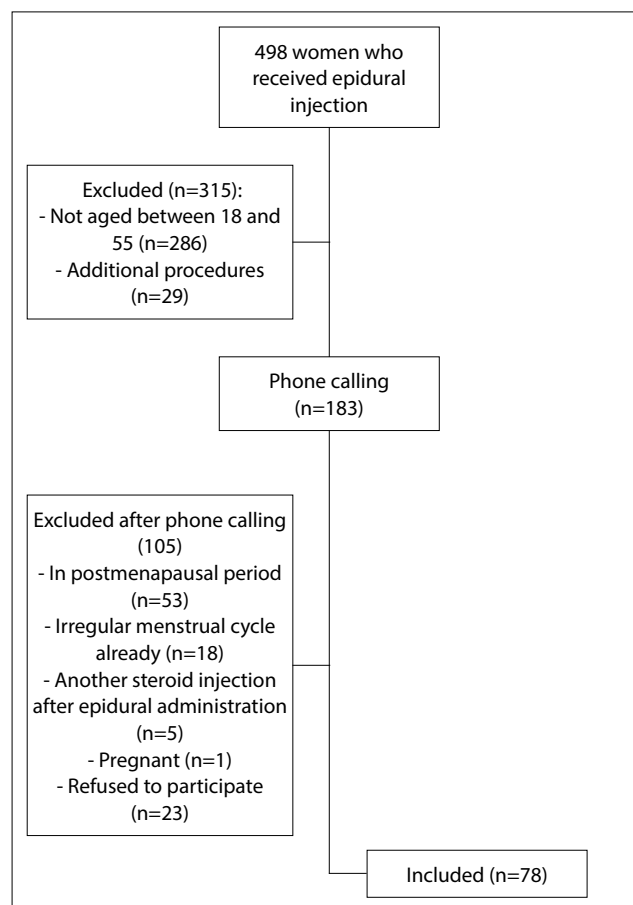 498 women who
received epidural
injection
Excluded (n=315):
- Not aged between 18 and
55 (n=286)
- Additional procedures
(n=29)
Phone calling
(n=183)
Excluded after phone calling
(105)
- In postmenapausal period
(n=53)
- Irregular menstrual cycle
already (n=18)
- Another steroid injection
after epidural administration
(n=5)
- Pregnant (n=1)
- Refused to participate
(n=23)
Included (n=78)